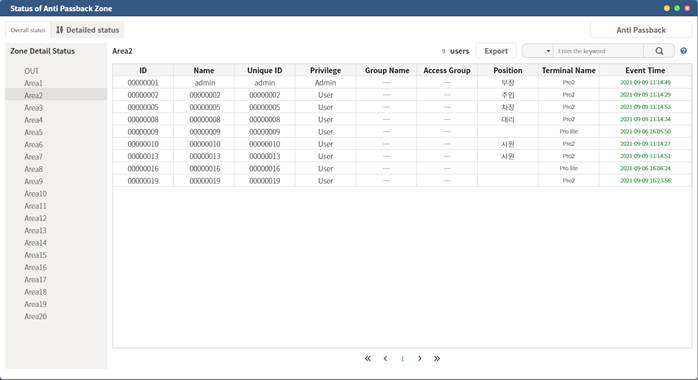 Status of Anti Passback Zone
Overall status Detailed status Anti Passback
Zone Detail Status
Area2 9 users Export Enter the keyword
OUT
Area1
Area2
Area3
Area4
Area5
Area6
Area7
Area8
Area9
Area10
Area11
Area12
Area13
Area14
Area15
Area16
Area17
Area18
Area19
Area20
ID Name Unique ID Privilege Group Name Access Group Position Terminal Name Event Time
00000001 admin admin Admin --- --- 부장 Pro2 2021-09-09 11:14:49
00000002 00000002 00000002 User --- --- 주임 Pro2 2021-09-09 11:14:29
00000005 00000005 00000005 User --- --- 차장 Pro2 2021-09-09 11:14:53
00000008 00000008 00000008 User --- --- 대리 Pro2 2021-09-09 11:14:34
00000009 00000009 00000009 User --- --- Pro lite 2021-09-06 16:05:50
00000010 00000010 00000010 User --- --- 사원 Pro2 2021-09-09 11:14:27
00000013 00000013 00000013 User --- --- 사원 Pro2 2021-09-09 11:14:51
00000016 00000016 00000016 User --- --- Pro lite 2021-09-06 16:06:24
00000019 00000019 00000019 User --- --- Pro2 2021-09-09 16:23:56
1